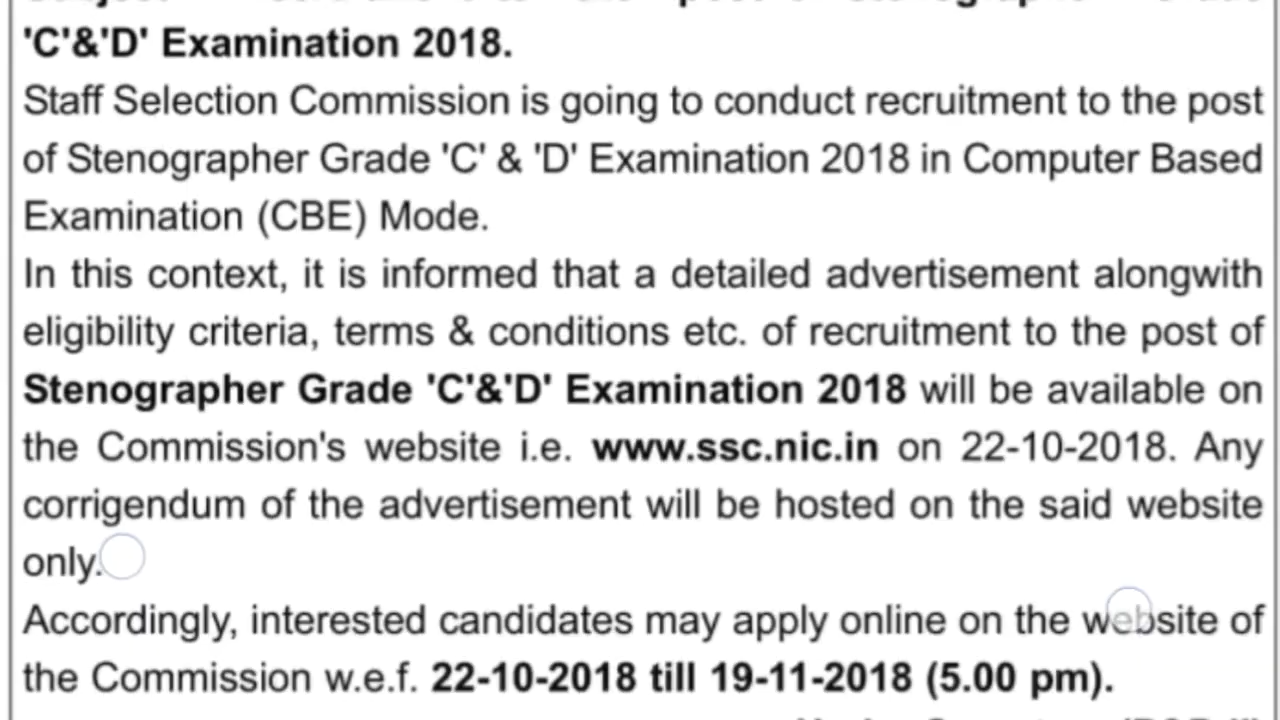 'C'&'D' Examination 2018.
Staff Selection Commission is going to conduct recruitment to the post
of Stenographer Grade 'C' & 'D' Examination 2018 in Computer Based
Examination (CBE) Mode.
In this context, it is informed that a detailed advertisement alongwith
eligibility criteria, terms & conditions etc. of recruitment to the post of
Stenographer Grade 'C'&'D' Examination 2018 will be available on
the Commission's website i.e. www.ssc.nic.in on 22-10-2018. Any
corrigendum of the advertisement will be hosted on the said website
only.
Accordingly, interested candidates may apply online on the website of
the Commission w.e.f. 22-10-2018 till 19-11-2018 (5.00 pm).